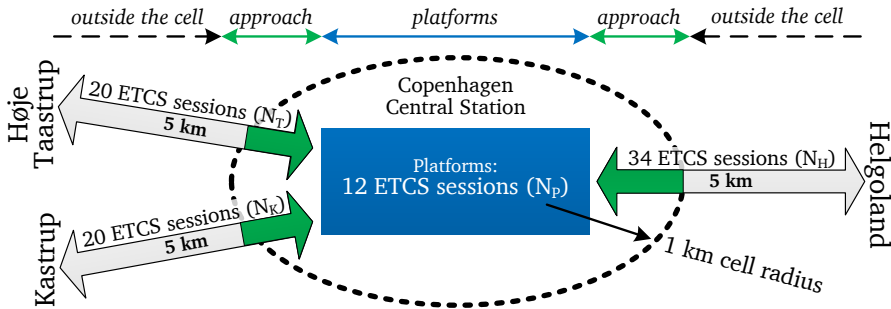 outside the cell
approach
platforms
approach
outside the cell
Copenhagen
Central Station
Høje
Taastrup
20 ETCS sessions (N_T)
5 km
Platforms:
12 ETCS sessions (N_P)
34 ETCS sessions (N_H)
5 km
Helgoland
Kastrup
20 ETCS sessions (N_K)
5 km
1 km cell radius